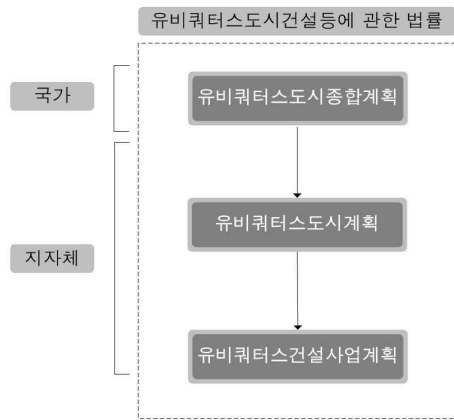 유비쿼터스도시건설등에 관한 법률
국가
유비쿼터스도시종합계획
유비쿼터스도시계획
지자체
유비쿼터스건설사업계획